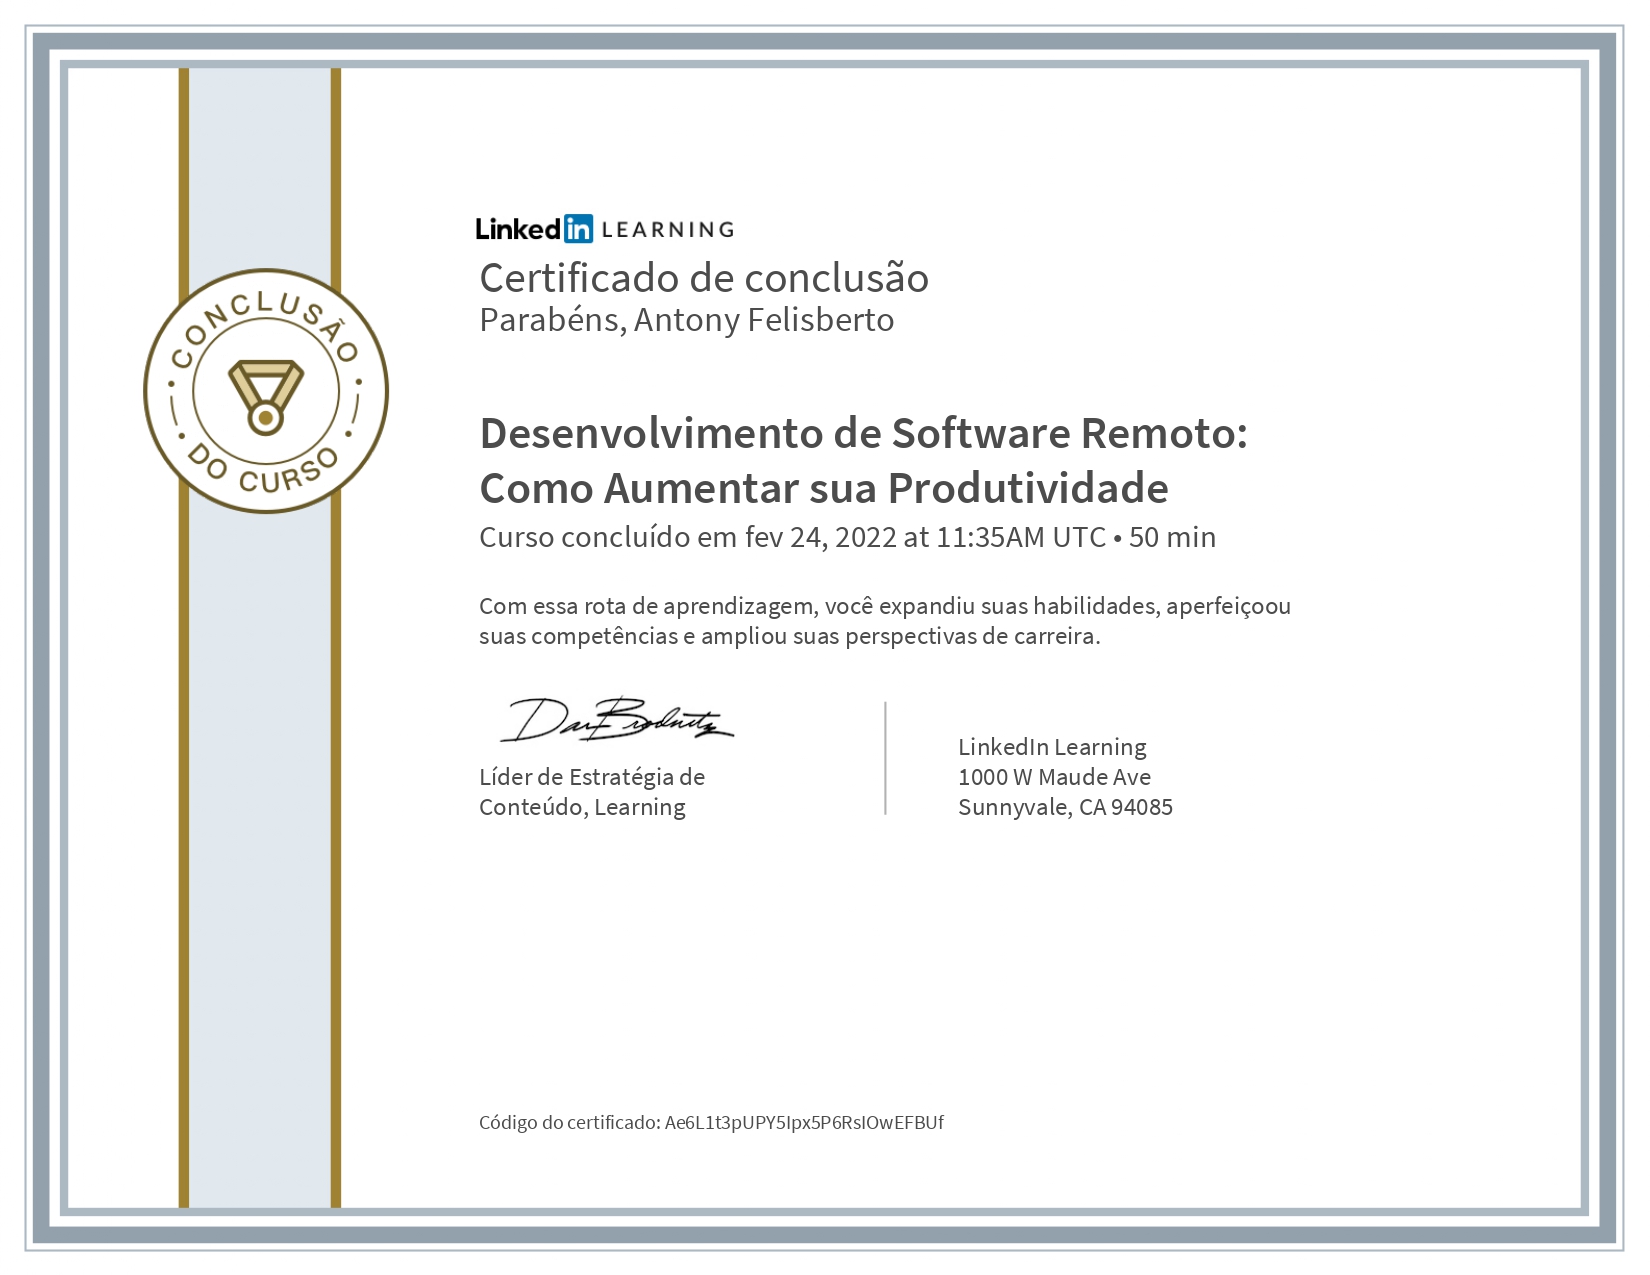 LinkedIn LEARNING
Certificado de conclusão
Parabéns, Antony Felisberto
CONCLUSÃO
DO CURSO
Desenvolvimento de Software Remoto:
Como Aumentar sua Produtividade
Curso concluído em fev 24, 2022 at 11:35AM UTC • 50 min
Com essa rota de aprendizagem, você expandiu suas habilidades, aperfeiçoou
suas competências e ampliou suas perspectivas de carreira.
Dan Brodnitz
Líder de Estratégia de
Conteúdo, Learning
LinkedIn Learning
1000 W Maude Ave
Sunnyvale, CA 94085
Código do certificado: Ae6L1t3pUPY5Ipx5P6RsIOwEFBUf